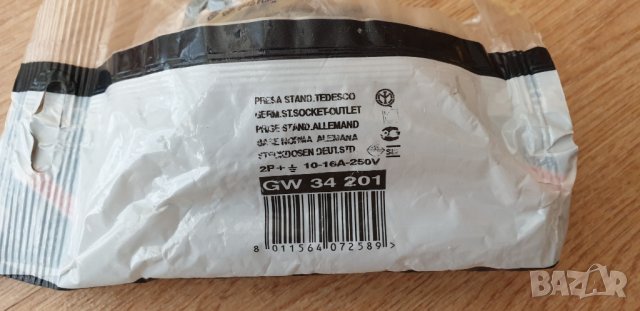 PRESA STAND.TEDESCO
GERM.ST.SOCKET-OUTLET
PRISE STAND.ALLEMAND
BASE NORMA ALEMANA
STECKDOSEN DEUT.STD
2P+⏚ 10-16A-250V
GW 34 201
8 011564 072589>
BAZAR